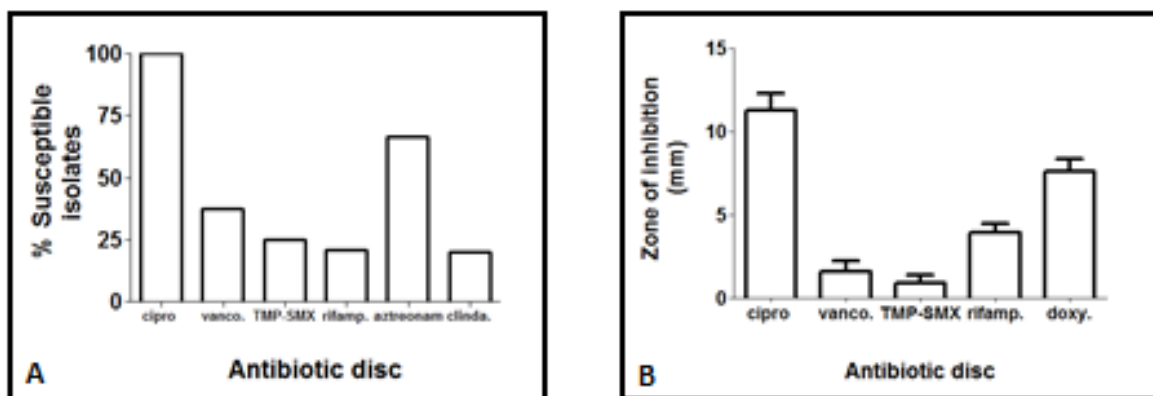 % Susceptible
isolates
100
75
50
25
0
cipro vanco. TMP-SMX rifamp. aztreonam clinda.
Antibiotic disc
A
Zone of inhibition
(mm)
15
10
5
0
cipro vanco. TMP-SMX rifamp. doxy.
Antibiotic disc
B